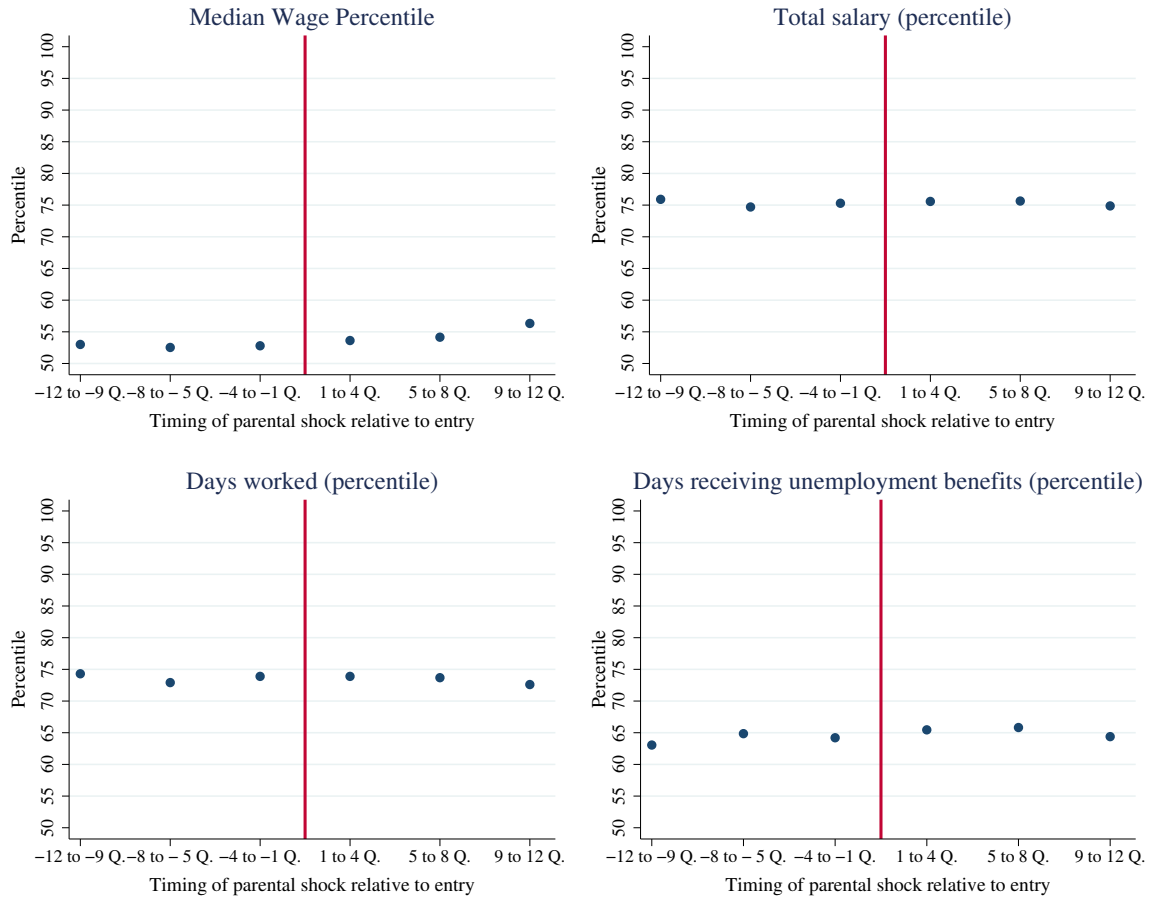 Median Wage Percentile
Percentile
100
95
90
85
80
75
70
65
60
55
50
−12 to −9 Q. −8 to −5 Q. −4 to −1 Q. 1 to 4 Q. 5 to 8 Q. 9 to 12 Q.
Timing of parental shock relative to entry
Total salary (percentile)
Percentile
100
95
90
85
80
75
70
65
60
55
50
−12 to −9 Q. −8 to −5 Q. −4 to −1 Q. 1 to 4 Q. 5 to 8 Q. 9 to 12 Q.
Timing of parental shock relative to entry
Days worked (percentile)
Percentile
100
95
90
85
80
75
70
65
60
55
50
−12 to −9 Q. −8 to −5 Q. −4 to −1 Q. 1 to 4 Q. 5 to 8 Q. 9 to 12 Q.
Timing of parental shock relative to entry
Days receiving unemployment benefits (percentile)
Percentile
100
95
90
85
80
75
70
65
60
55
50
−12 to −9 Q. −8 to −5 Q. −4 to −1 Q. 1 to 4 Q. 5 to 8 Q. 9 to 12 Q.
Timing of parental shock relative to entry